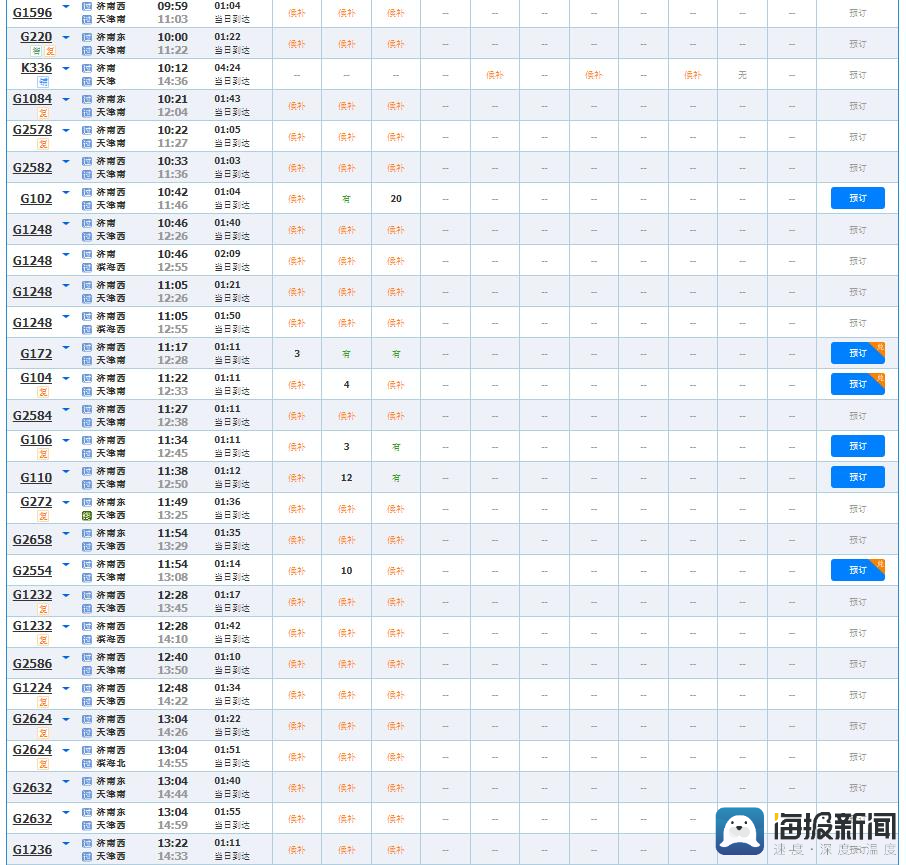 G1596 济南西 09:59 01:04 候补 候补 候补 -- -- -- -- -- -- -- -- 预订
天津南 11:03 当日到达
G220 济南东 10:00 01:22 候补 候补 候补 -- -- -- -- -- -- -- -- 预订
智 复 天津南 11:22 当日到达
K336 济南 10:12 04:24 -- -- -- -- 候补 -- 候补 -- 候补 无 -- 预订
铺 天津 14:36 当日到达
G1084 济南东 10:21 01:43 候补 候补 候补 -- -- -- -- -- -- -- -- 预订
复 天津南 12:04 当日到达
G2578 济南西 10:22 01:05 候补 候补 候补 -- -- -- -- -- -- -- -- 预订
复 天津南 11:27 当日到达
G2582 济南西 10:33 01:03 候补 候补 候补 -- -- -- -- -- -- -- -- 预订
天津南 11:36 当日到达
G102 济南西 10:42 01:04 候补 有 20 -- -- -- -- -- -- -- -- 预订
天津南 11:46 当日到达
G1248 济南 10:46 01:40 候补 候补 候补 -- -- -- -- -- -- -- -- 预订
天津西 12:26 当日到达
G1248 济南 10:46 02:09 候补 候补 候补 -- -- -- -- -- -- -- -- 预订
滨海西 12:55 当日到达
G1248 济南西 11:05 01:21 候补 候补 候补 -- -- -- -- -- -- -- -- 预订
天津西 12:26 当日到达
G1248 济南西 11:05 01:50 候补 候补 候补 -- -- -- -- -- -- -- -- 预订
滨海西 12:55 当日到达
G172 济南西 11:17 01:11 3 有 有 -- -- -- -- -- -- -- -- 预订
天津南 12:28 当日到达
G104 济南西 11:22 01:11 候补 4 候补 -- -- -- -- -- -- -- -- 预订
复 天津南 12:33 当日到达
G2584 济南西 11:27 01:11 候补 候补 候补 -- -- -- -- -- -- -- -- 预订
天津南 12:38 当日到达
G106 济南西 11:34 01:11 候补 3 有 -- -- -- -- -- -- -- -- 预订
复 天津南 12:45 当日到达
G110 济南西 11:38 01:12 候补 12 有 -- -- -- -- -- -- -- -- 预订
天津南 12:50 当日到达
G272 济南东 11:49 01:36 候补 候补 候补 -- -- -- -- -- -- -- -- 预订
复 天津西 13:25 当日到达
G2658 济南西 11:54 01:35 候补 候补 候补 -- -- -- -- -- -- -- -- 预订
天津西 13:29 当日到达
G2554 济南西 11:54 01:14 候补 10 候补 -- -- -- -- -- -- -- -- 预订
天津南 13:08 当日到达
G1232 济南西 12:28 01:17 候补 候补 候补 -- -- -- -- -- -- -- -- 预订
复 天津西 13:45 当日到达
G1232 济南西 12:28 01:42 候补 候补 候补 -- -- -- -- -- -- -- -- 预订
复 滨海西 14:10 当日到达
G2586 济南西 12:40 01:10 候补 候补 候补 -- -- -- -- -- -- -- -- 预订
天津南 13:50 当日到达
G1224 济南西 12:48 01:34 候补 候补 候补 -- -- -- -- -- -- -- -- 预订
复 天津西 14:22 当日到达
G2624 济南西 13:04 01:22 候补 候补 候补 -- -- -- -- -- -- -- -- 预订
复 天津西 14:26 当日到达
G2624 济南西 13:04 01:51 候补 候补 候补 -- -- -- -- -- -- -- -- 预订
复 滨海北 14:55 当日到达
G2632 济南东 13:04 01:40 候补 候补 候补 -- -- -- -- -- -- -- -- 预订
天津南 14:44 当日到达
G2632 济南东 13:04 01:55 候补 候补 候补 -- -- -- -- -- -- --
天津西 14:59 当日到达
G1236 济南西 13:22 01:11 候补 候补 候补 -- -- -- -- -- -- --
天津南 14:33 当日到达
海报新闻
速度·深度·温度